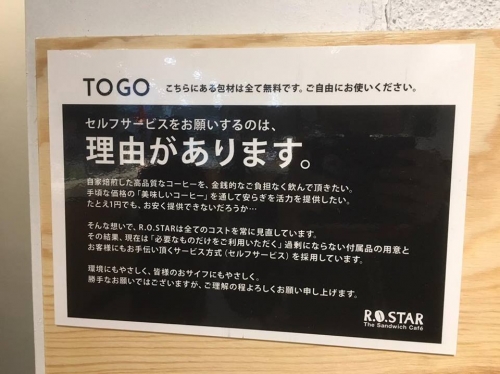 TOGO こちらにある包材は全て無料です。ご自由にお使いください。
セルフサービスをお願いするのは、
理由があります。
自家焙煎した高品質なコーヒーを、金銭的なご負担なく飲んで頂きたい。
手頃な価格の「美味しいコーヒー」を通して安らぎを活力を提供したい。
たとえ1円でも、お安く提供できないだろうか…
そんな想いで、R.O.STARは全てのコストを常に見直しています。
その結果、現在は「必要なものだけをご利用いただく」過剰にならない付属品の用意と
お客様にもお手伝い頂くサービス方式(セルフサービス)を採用しています。
環境にもやさしく、皆様のおサイフにもやさしく。
勝手なお願いではございますが、ご理解の程よろしくお願い申し上げます。
R.O.STAR
The Sandwich Café